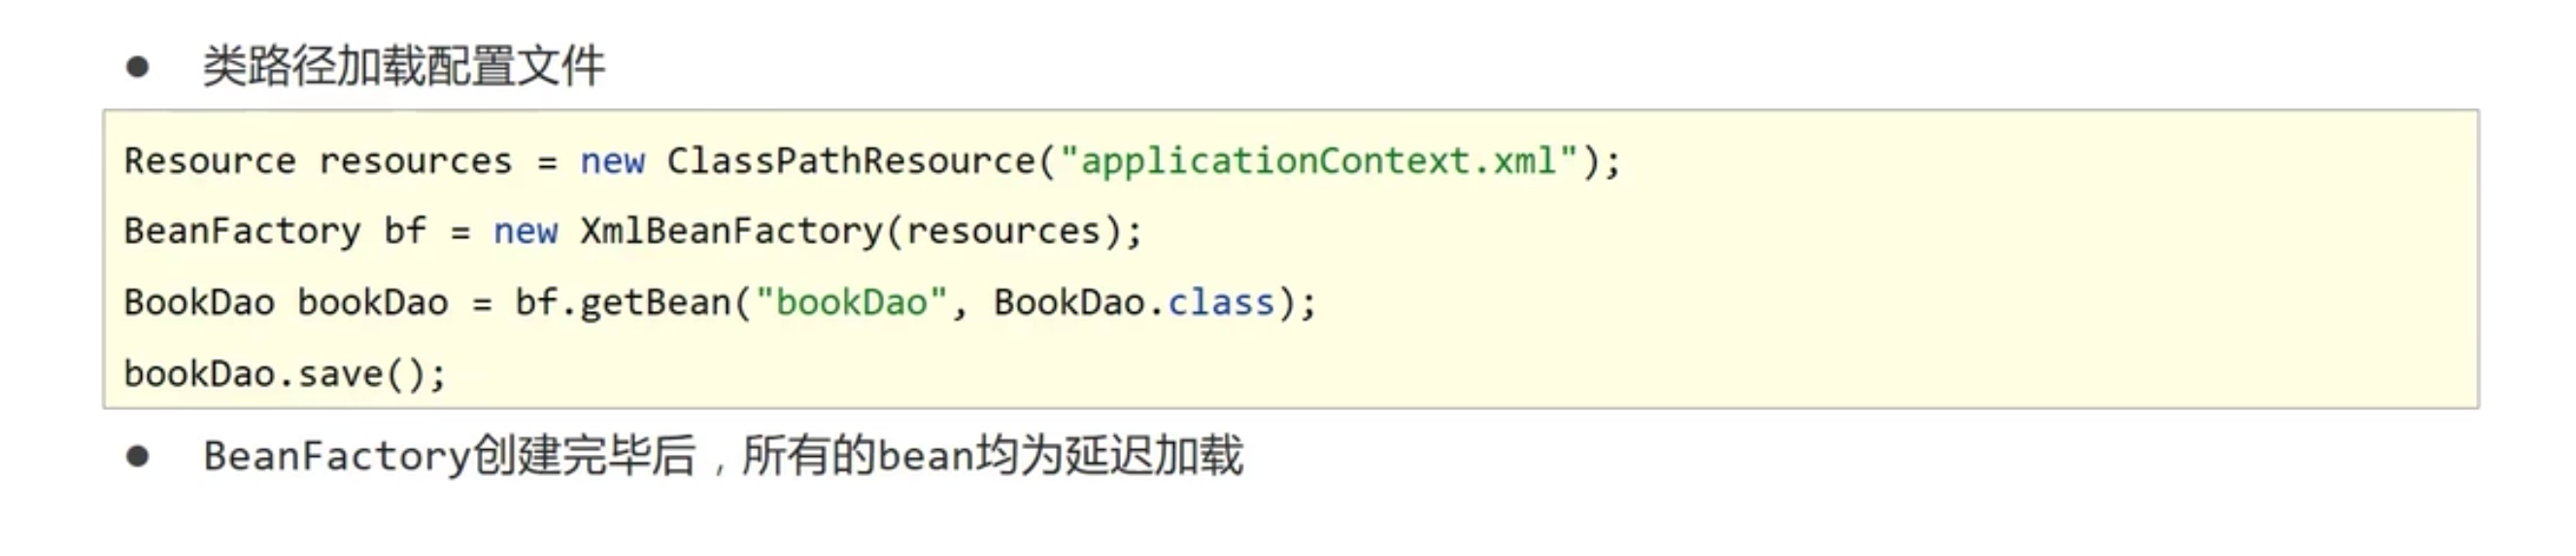 ● 类路径加载配置文件
Resource resources = new ClassPathResource("applicationContext.xml");
BeanFactory bf = new XmlBeanFactory(resources);
BookDao bookDao = bf.getBean("bookDao", BookDao.class);
bookDao.save();
● BeanFactory创建完毕后，所有的bean均为延迟加载